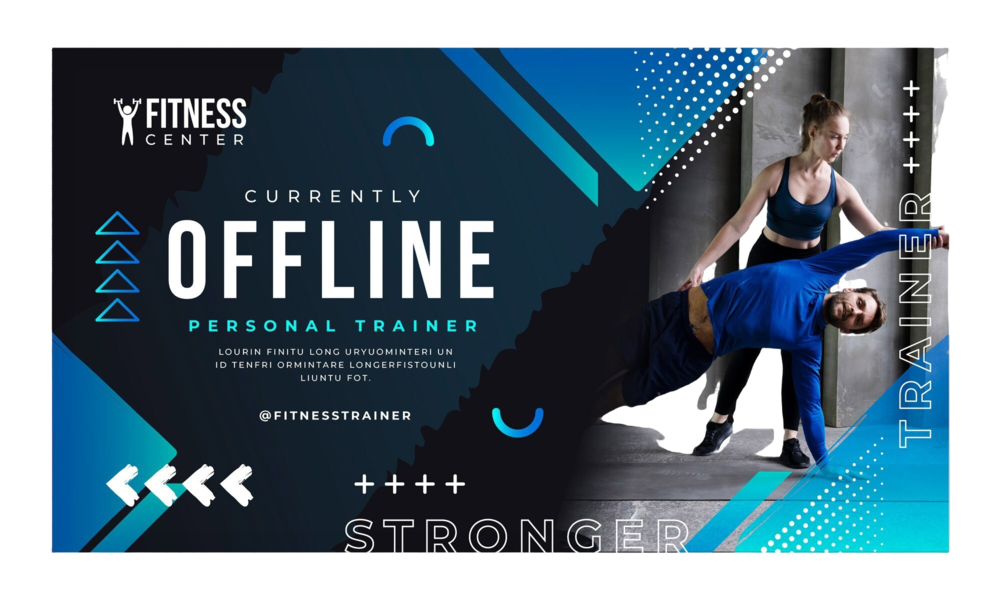 FITNESS
CENTER
CURRENTLY
OFFLINE
PERSONAL TRAINER
LOURIN FINITU LONG URYUOMINTERI UN
ID TENFRI ORMINTARE LONGERFISTOUNLI
LIUNTU FOT.
@FITNESSTRAINER
STRONGER
TRAINER